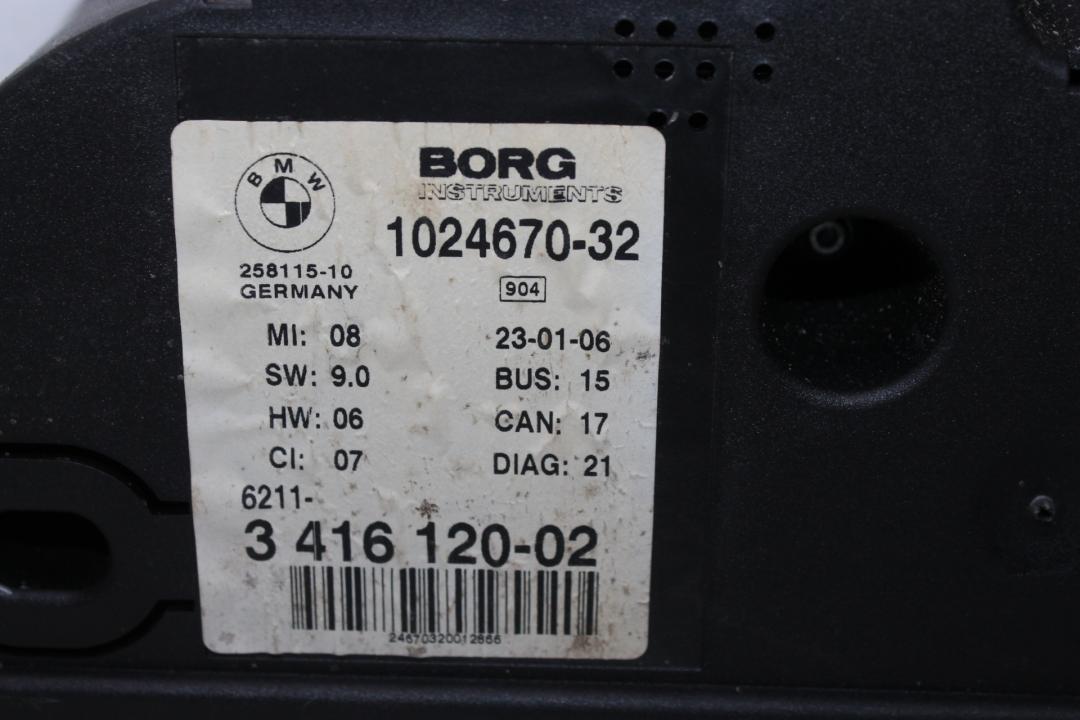 BMW
BORG
INSTRUMENTS
1024670-32
258115-10
GERMANY
904
MI: 08
23-01-06
SW: 9.0
BUS: 15
HW: 06
CAN: 17
CI: 07
DIAG: 21
6211-
3 416 120-02
24670320012866